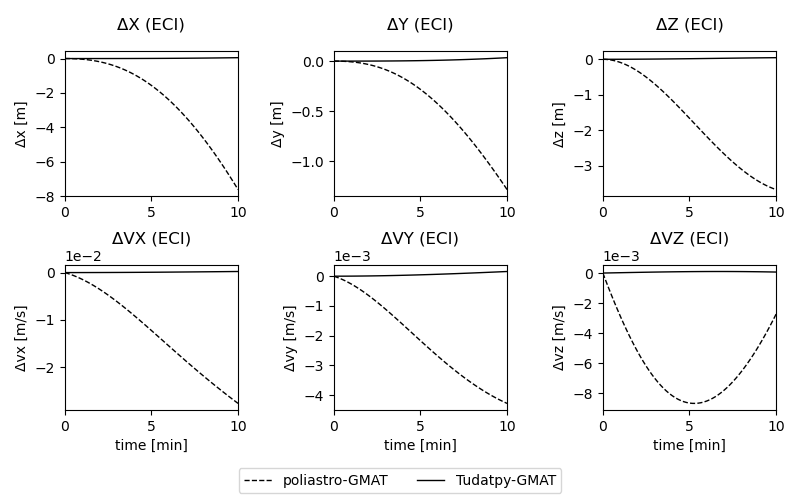 ΔX (ECI)
ΔY (ECI)
ΔZ (ECI)
Δx [m]
0
−2
−4
−6
−8
0
5
10
Δy [m]
0.0
−0.5
−1.0
0
5
10
Δz [m]
0
−1
−2
−3
0
5
10
ΔVX (ECI)
1e−2
ΔVY (ECI)
1e−3
ΔVZ (ECI)
1e−3
Δvx [m/s]
0
−1
−2
0
5
10
time [min]
Δvy [m/s]
0
−1
−2
−3
−4
0
5
10
time [min]
Δvz [m/s]
0
−2
−4
−6
−8
0
5
10
time [min]
poliastro-GMAT
Tudatpy-GMAT